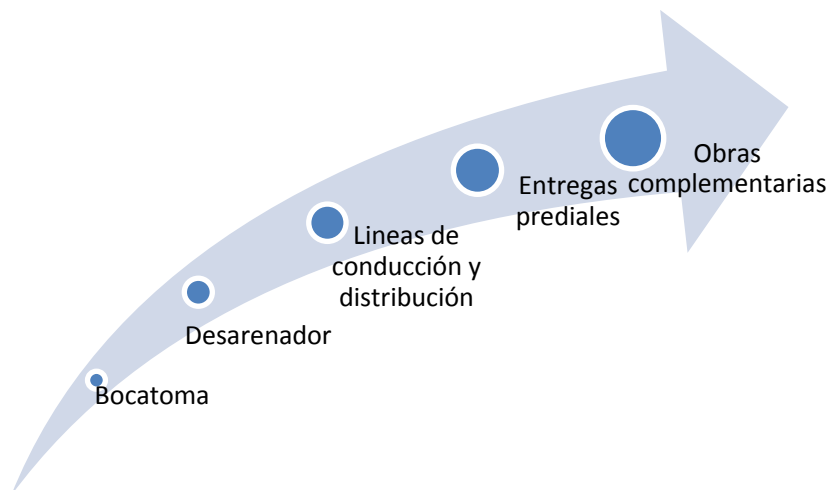 Bocatoma
Desarenador
Lineas de
conducción y
distribución
Entregas
prediales
Obras
complementarias